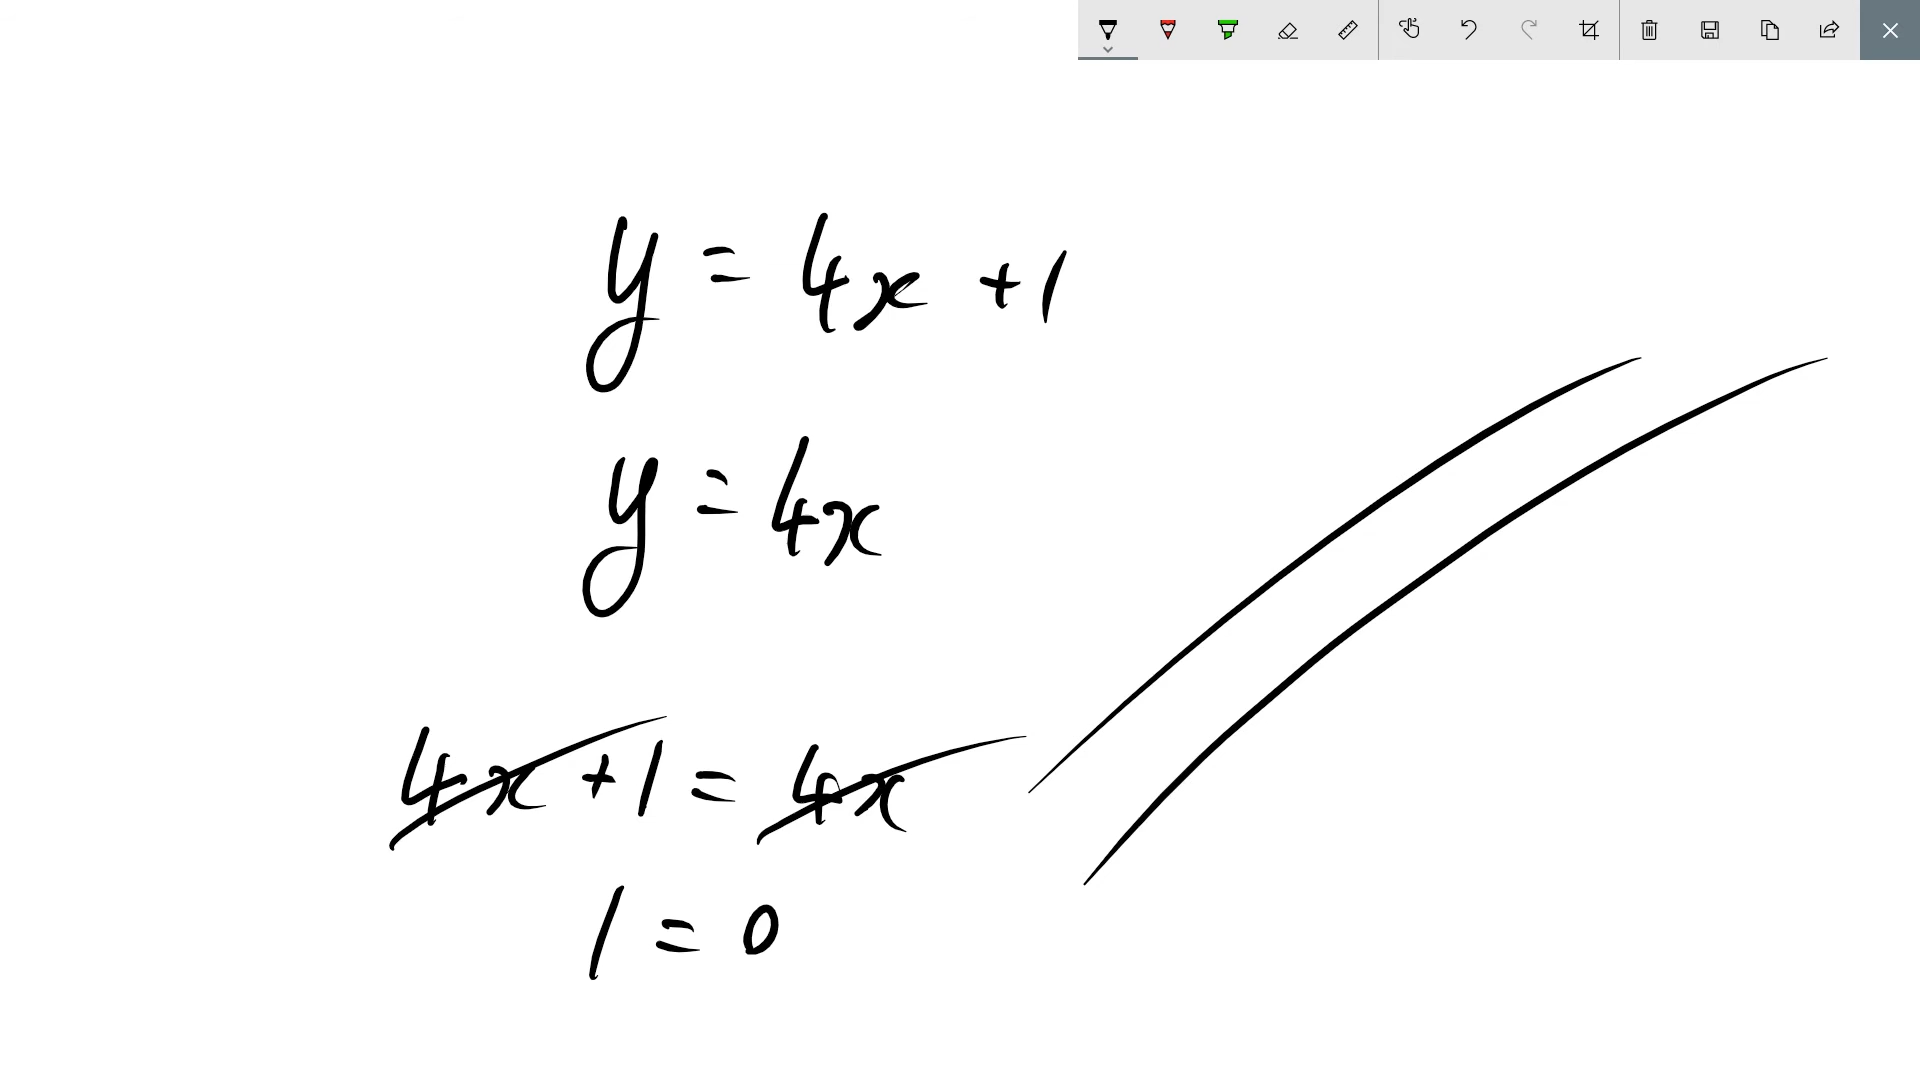 y = 4x + 1
y = 4x
4x + 1 = 4x
1 = 0